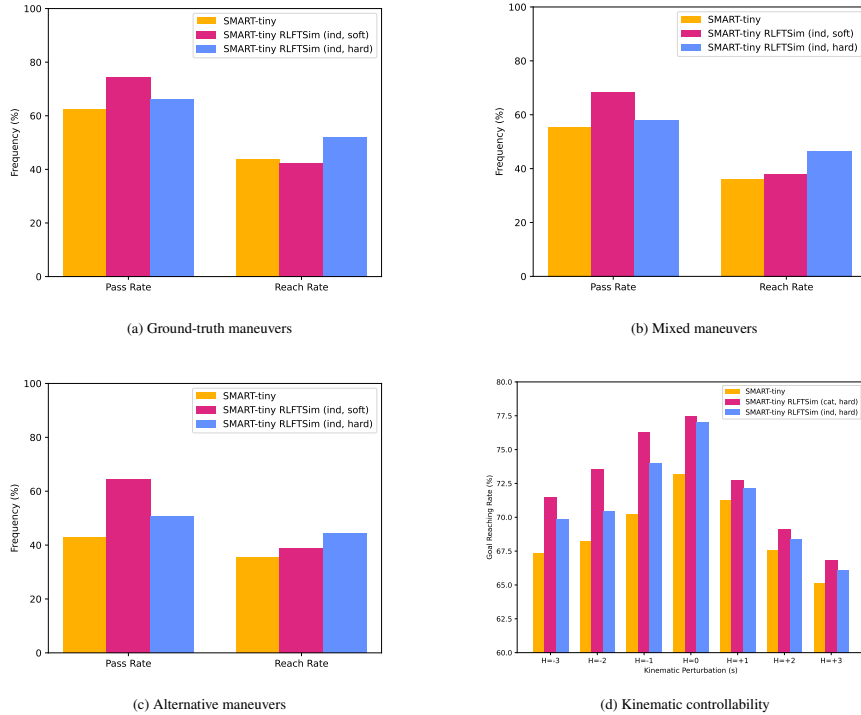 100
80
60
40
20
0
Frequency (%)
SMART-tiny
SMART-tiny RLFTSim (ind, soft)
SMART-tiny RLFTSim (ind, hard)
Pass Rate
Reach Rate
(a) Ground-truth maneuvers
100
80
60
40
20
0
Frequency (%)
SMART-tiny
SMART-tiny RLFTSim (ind, soft)
SMART-tiny RLFTSim (ind, hard)
Pass Rate
Reach Rate
(b) Mixed maneuvers
100
80
60
40
20
0
Frequency (%)
SMART-tiny
SMART-tiny RLFTSim (ind, soft)
SMART-tiny RLFTSim (ind, hard)
Pass Rate
Reach Rate
(c) Alternative maneuvers
80.0
77.5
75.0
72.5
70.0
67.5
65.0
62.5
60.0
Goal Reaching Rate (%)
SMART-tiny
SMART-tiny RLFTSim (cat, hard)
SMART-tiny RLFTSim (ind, hard)
H=-3 H=-2 H=-1 H=0 H=+1 H=+2 H=+3
Kinematic Perturbation (s)
(d) Kinematic controllability